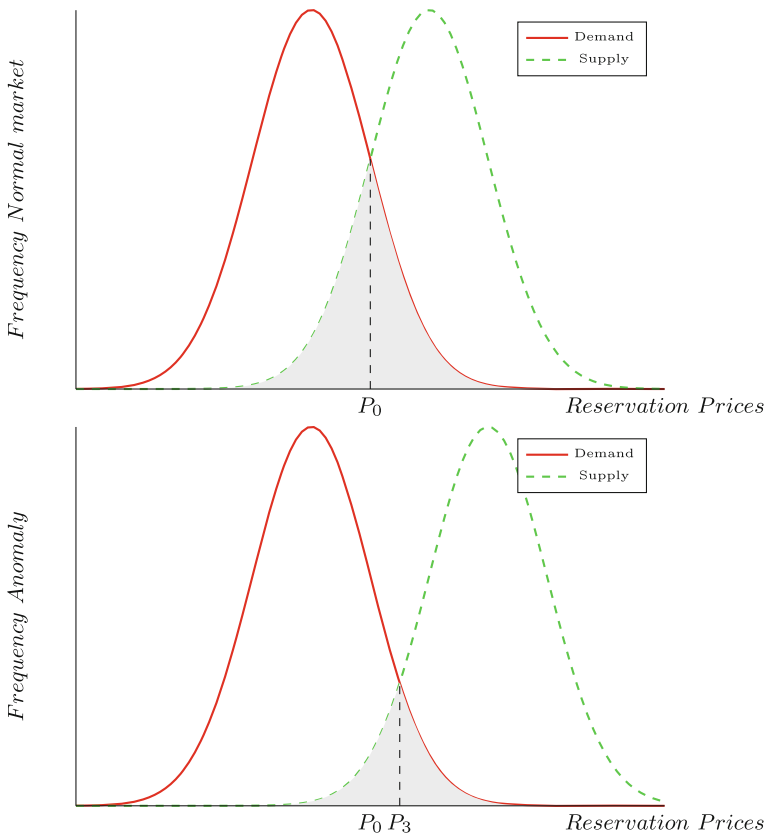 Frequency Normal market
Demand
Supply
P₀
Reservation Prices
Frequency Anomaly
Demand
Supply
P₀ P₃
Reservation Prices